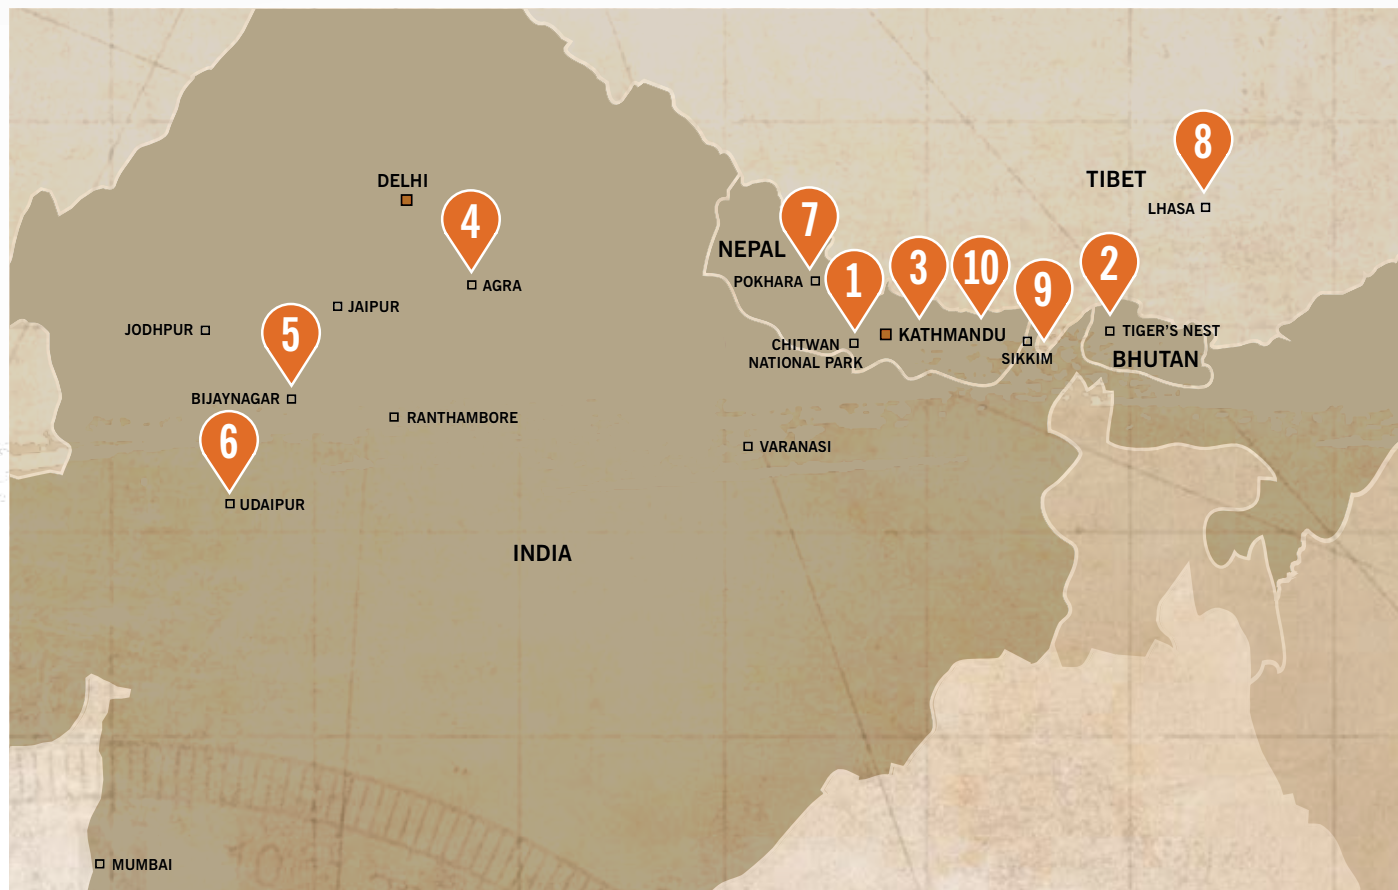 8
DELHI
TIBET
LHASA
4
7
NEPAL
POKHARA
1
3
10
9
2
AGRA
JAIPUR
JODHPUR
5
CHITWAN
NATIONAL PARK
KATHMANDU
SIKKIM
TIGER'S NEST
BHUTAN
BIJAYNAGAR
RANTHAMBORE
6
VARANASI
UDAIPUR
INDIA
MUMBAI